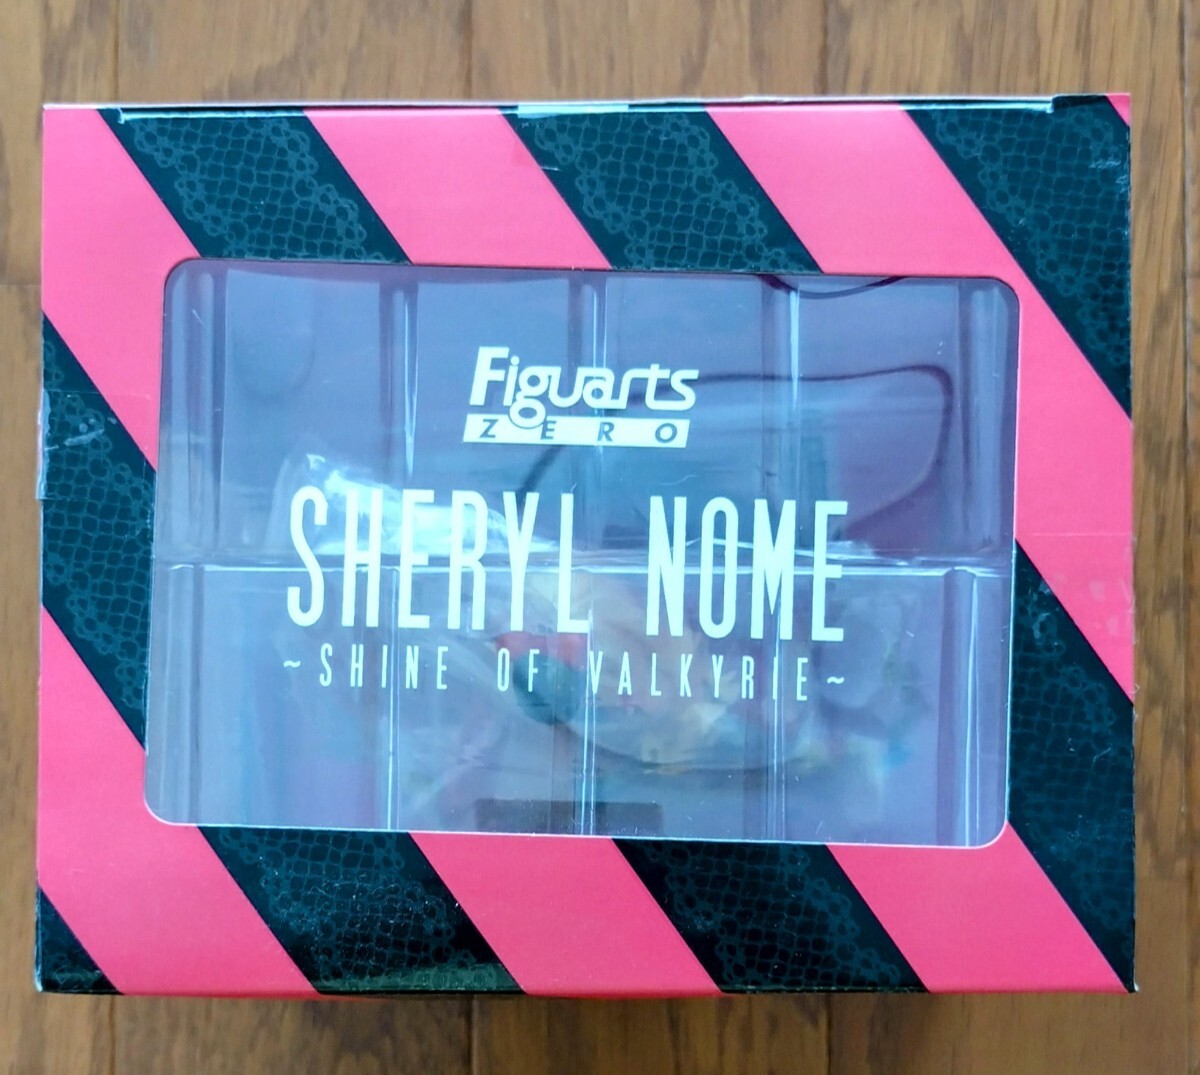 Figuarts
ZERO
SHERYL NOME
~SHINE OF VALKYRIE~